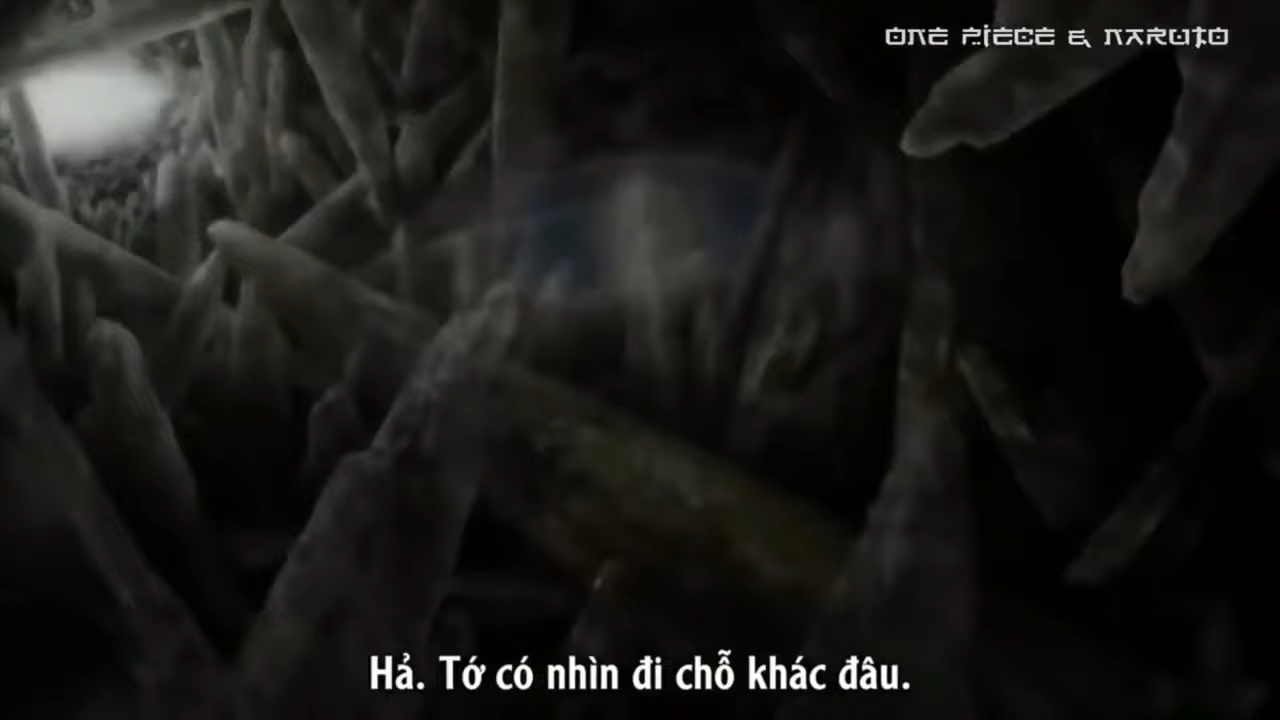 ONE PIECE & NARUTO
Hả. Tớ có nhìn đi chỗ khác đâu.